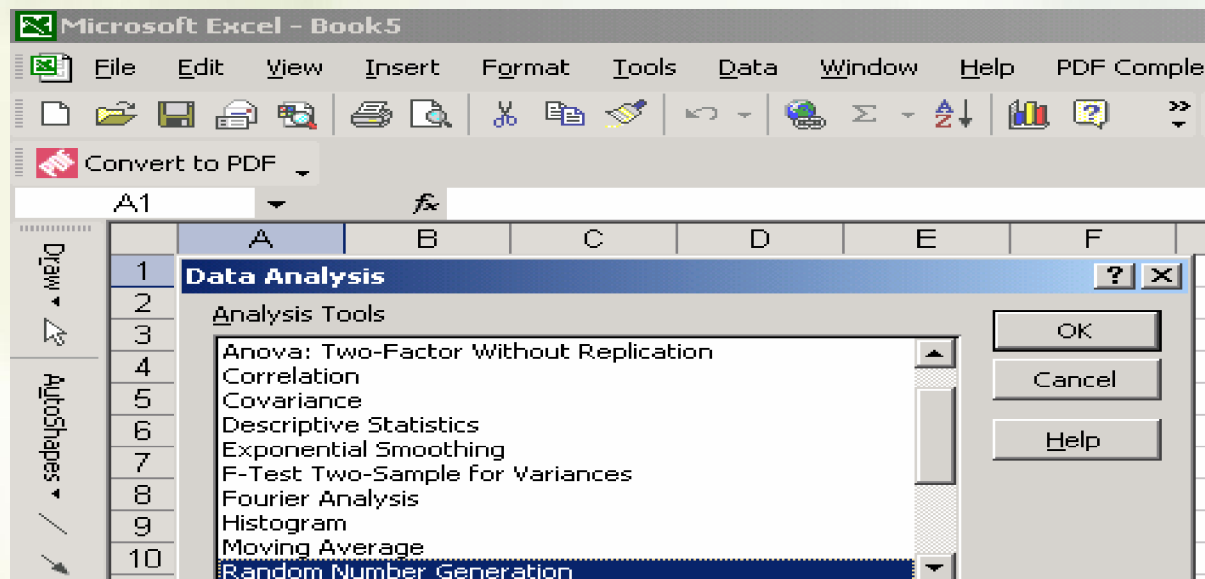 Microsoft Excel - Book5
File Edit View Insert Format Tools Data Window Help PDF Comple
Convert to PDF
A1 fx
A B C D E F
Draw
AutoShapes
1
2
3
4
5
6
7
8
9
10
Data Analysis
Analysis Tools
Anova: Two-Factor Without Replication
Correlation
Covariance
Descriptive Statistics
Exponential Smoothing
F-Test Two-Sample for Variances
Fourier Analysis
Histogram
Moving Average
Random Number Generation
OK
Cancel
Help